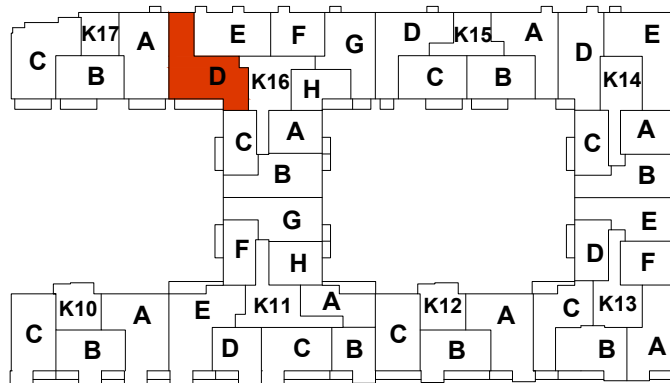 K17 A E F G D K15 A D E
C B D K16 H C B K14
C A C A
B B
G E
F H D F
K10 A E K11 A K12 A C K13
C B D C B C B B A